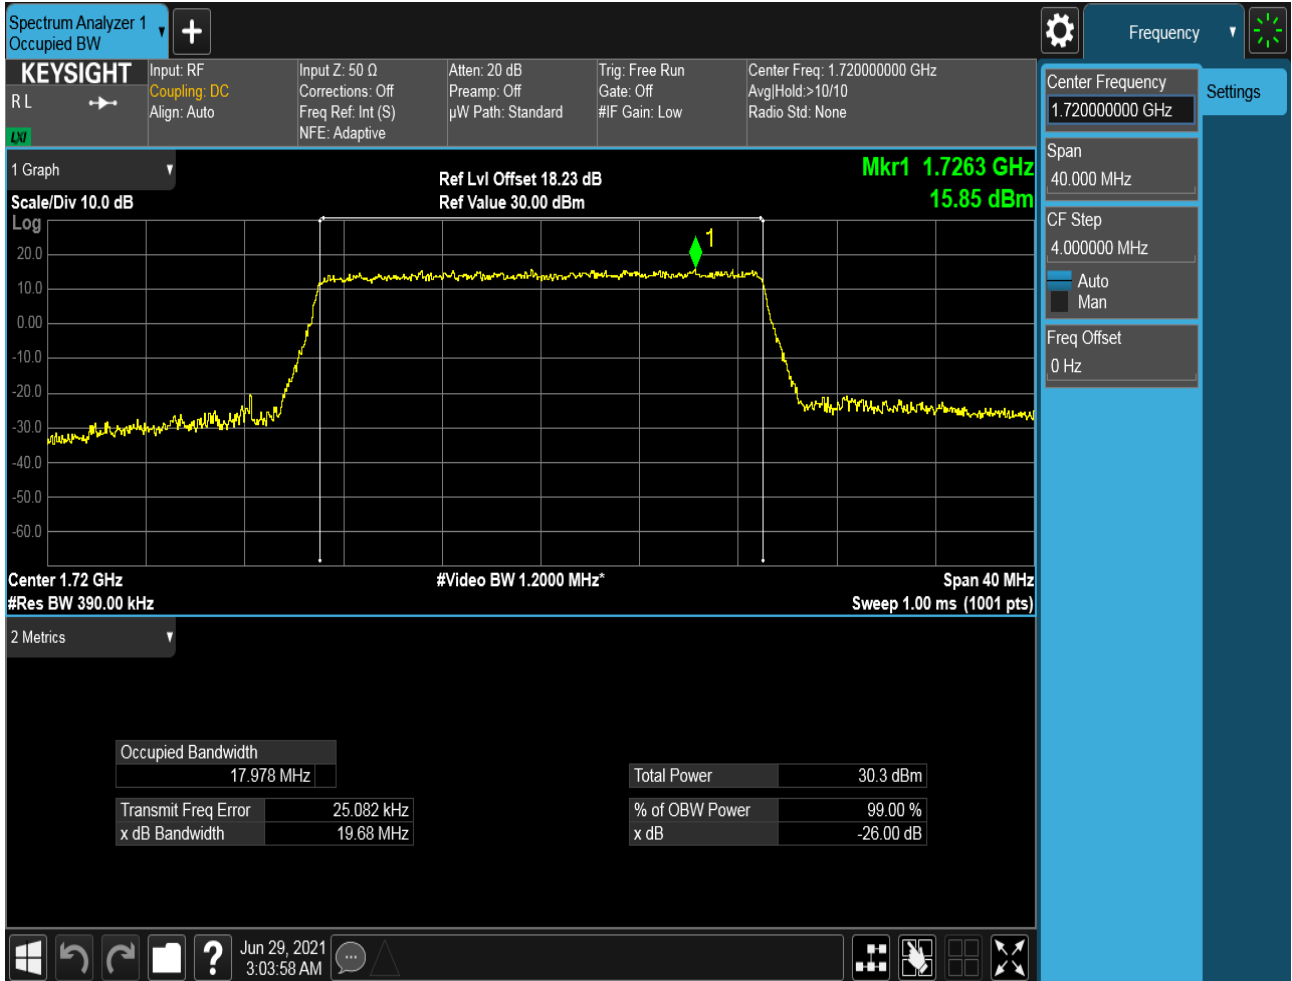 Spectrum Analyzer 1
Occupied BW
Frequency
KEYSIGHT
R L
LXI
Input: RF
Coupling: DC
Align: Auto
Input Z: 50 Ω
Corrections: Off
Freq Ref: Int (S)
NFE: Adaptive
Atten: 20 dB
Preamp: Off
µW Path: Standard
Trig: Free Run
Gate: Off
#IF Gain: Low
Center Freq: 1.720000000 GHz
Avg|Hold:>10/10
Radio Std: None
Center Frequency
1.720000000 GHz
Settings
Span
40.000 MHz
CF Step
4.000000 MHz
Auto
Man
Freq Offset
0 Hz
1 Graph
Scale/Div 10.0 dB
Ref Lvl Offset 18.23 dB
Ref Value 30.00 dBm
Mkr1 1.7263 GHz
15.85 dBm
Log
1
20.0
10.0
0.00
-10.0
-20.0
-30.0
-40.0
-50.0
-60.0
Center 1.72 GHz
#Video BW 1.2000 MHz*
Span 40 MHz
#Res BW 390.00 kHz
Sweep 1.00 ms (1001 pts)
2 Metrics
Occupied Bandwidth
17.978 MHz
Total Power 30.3 dBm
Transmit Freq Error 25.082 kHz
% of OBW Power 99.00 %
x dB Bandwidth 19.68 MHz
x dB -26.00 dB
Jun 29, 2021
3:03:58 AM